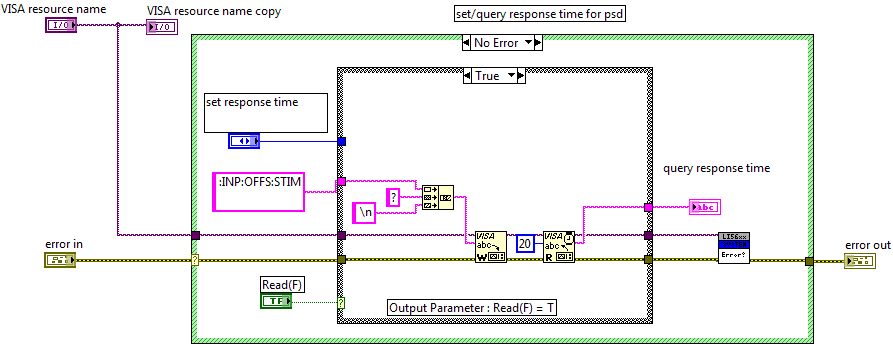 VISA resource name
I/O
VISA resource name copy
I/O
set/query response time for psd
No Error
True
set response time
:INP:OFFS:STIM
?
\n
VISA
abc
W
20
VISA
abc
R
query response time
abc
LI56xx
Error?
error in
error out
?
Read(F)
TF
?
Output Parameter : Read(F) = T